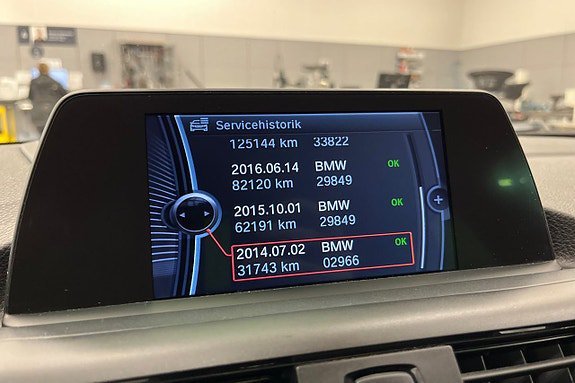 Servicehistorik
125144 km 33822
2016.06.14 BMW OK
82120 km 29849
2015.10.01 BMW OK
62191 km 29849
2014.07.02 BMW OK
31743 km 02966
+